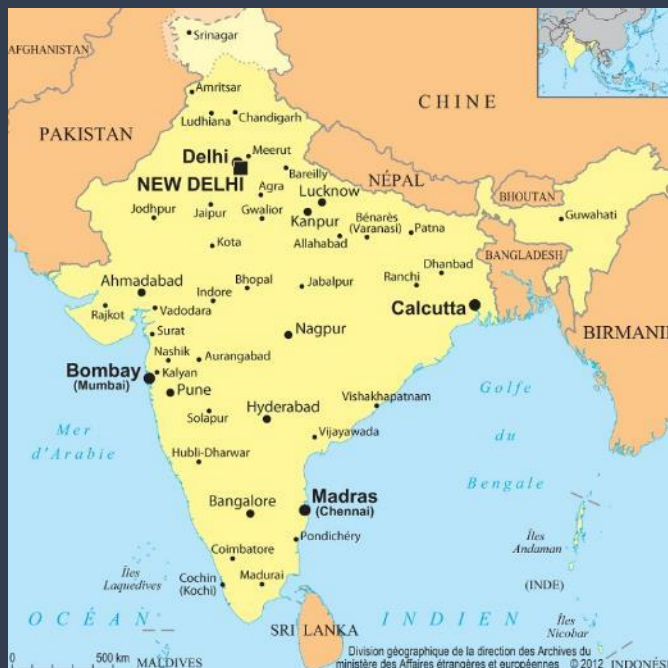 Srinagar
AFGHANISTAN
Amritsar
CHINE
Ludhiana
Chandigarh
PAKISTAN
Delhi
Meerut
NEW DELHI
Bareilly
NÉPAL
Agra
Lucknow
BHOUTAN
Jodhpur
Jaipur
Gwalior
Kanpur
Bénarès
(Varanasi)
Patna
Guwahati
Kota
Allahabad
BANGLADESH
Dhanbad
Ranchi
Ahmadabad
Bhopal
Jabalpur
Indore
Rajkot
Vadodara
Calcutta
Surat
Nagpur
BIRMANIE
Nashik
Aurangabad
Bombay
(Mumbai)
Kalyan
Pune
Golfe
Vishakhapatnam
Solapur
Hyderabad
Mer
d'Arabie
Vijayawada
du
Hubli-Dharwar
Bengale
Bangalore
Madras
(Chennai)
Pondichéry
Îles
Andaman
Coimbatore
Îles
Laquedives
Cochin
(Kochi)
Madurai
(INDE)
OCÉAN
INDIEN
Îles
Nicobar
SRI LANKA
0
500 km
MALDIVES
Division géographique de la direction des Archives du
ministère des Affaires étrangères et européennes © 2012
INDONÉS